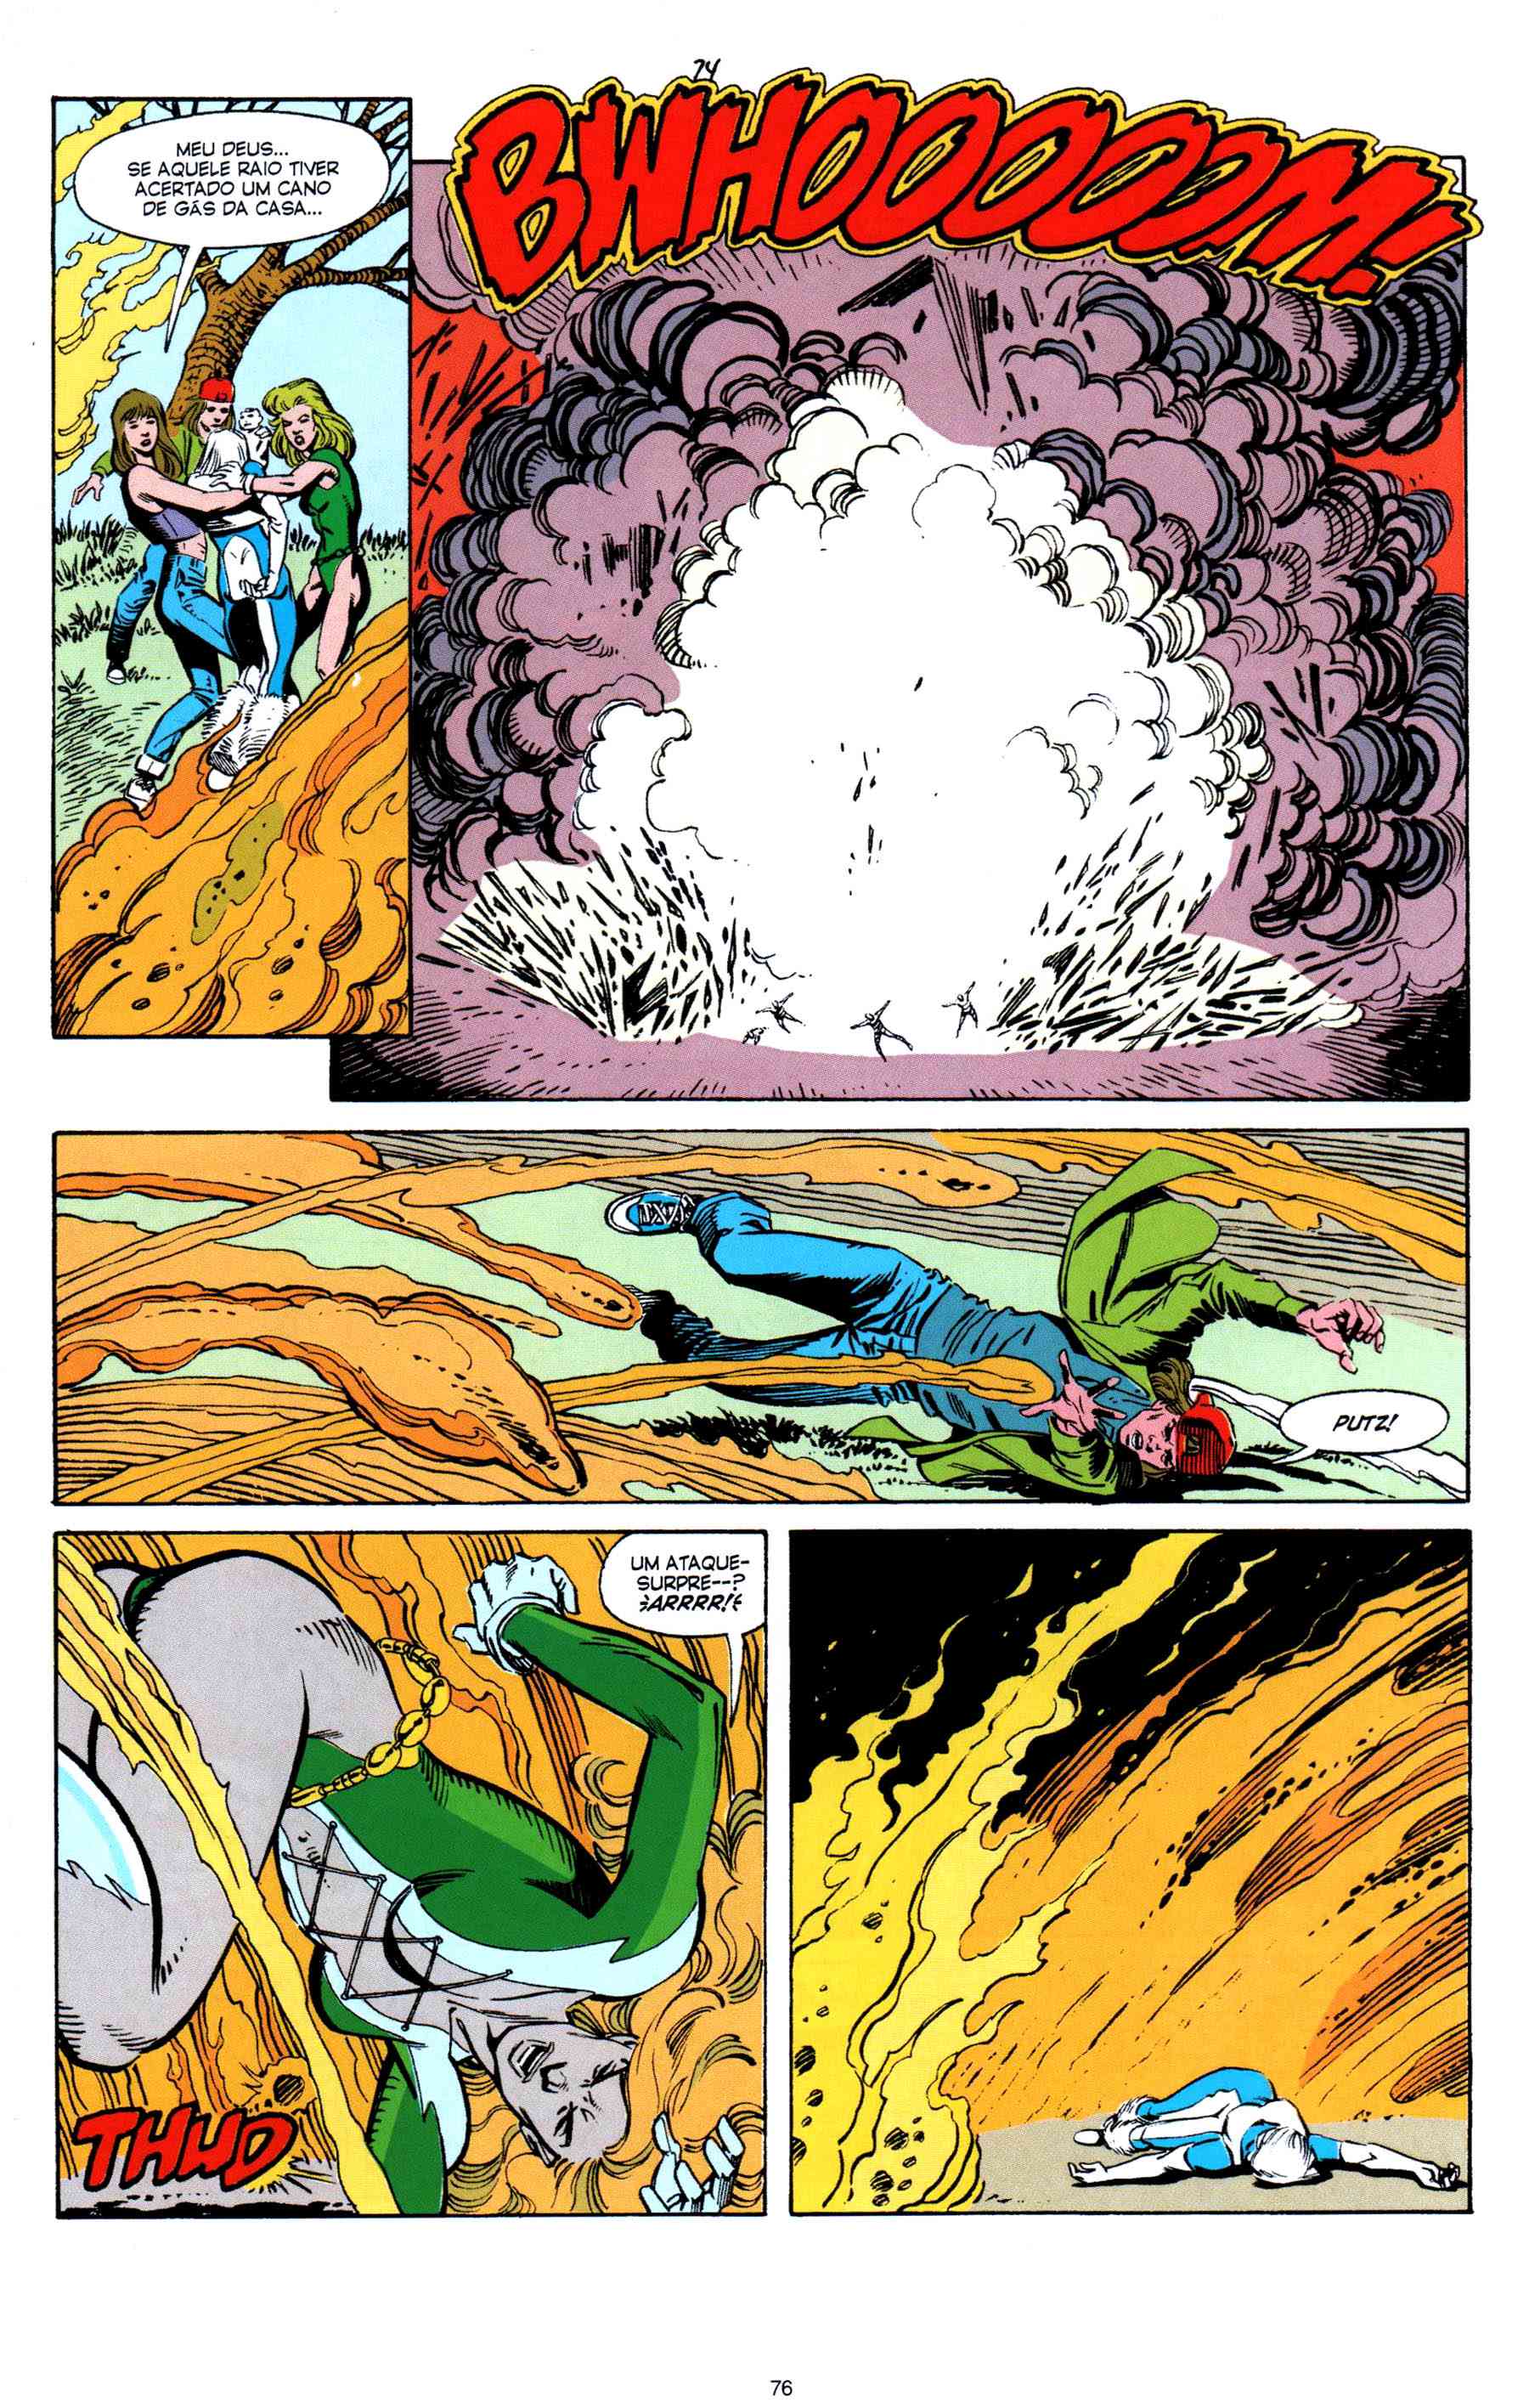 74
MEU DEUS...
SE AQUELE RAIO TIVER
ACERTADO UM CANO
DE GÁS DA CASA...
BWHOOOOOOM!
PUTZ!
UM ATAQUE-
SURPRE--?
ARRRR!
THUD
76